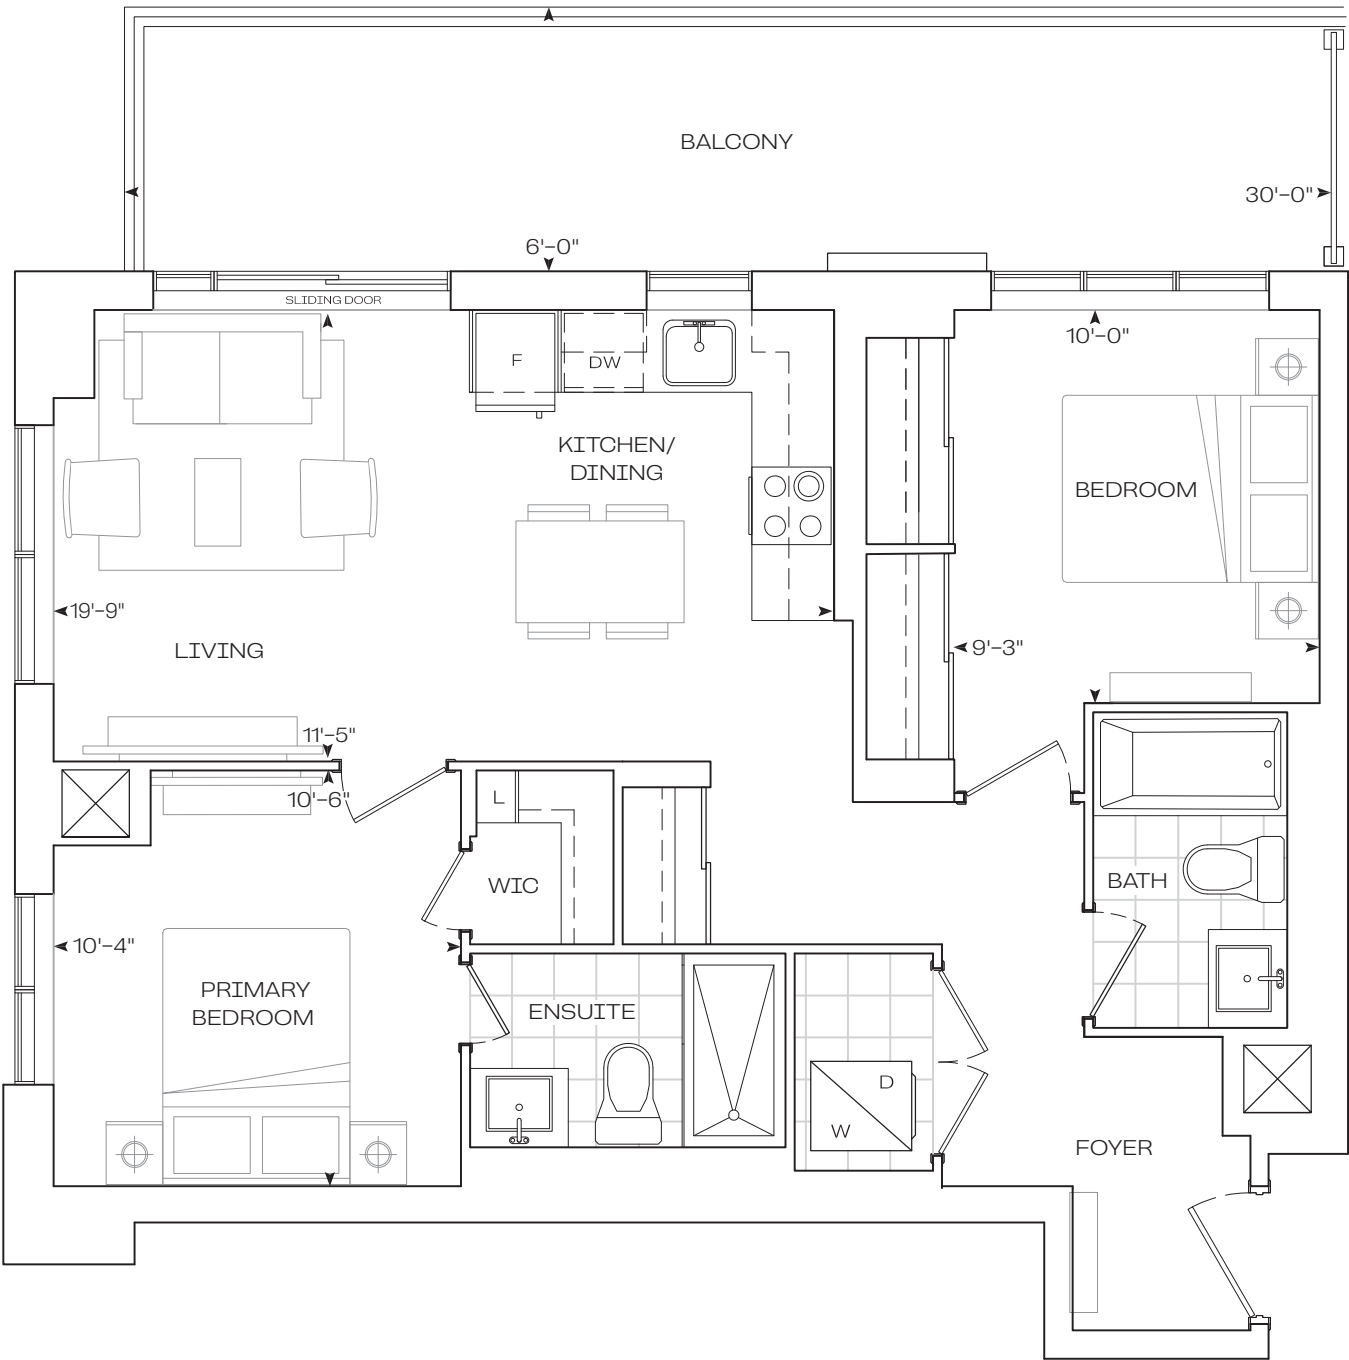 BALCONY
30'-0"
6'-0"
SLIDING DOOR
10'-0"
F
DW
KITCHEN/
DINING
BEDROOM
19'-9"
LIVING
9'-3"
11'-5"
10'-6"
L
WIC
BATH
10'-4"
PRIMARY
BEDROOM
ENSUITE
D
W
FOYER